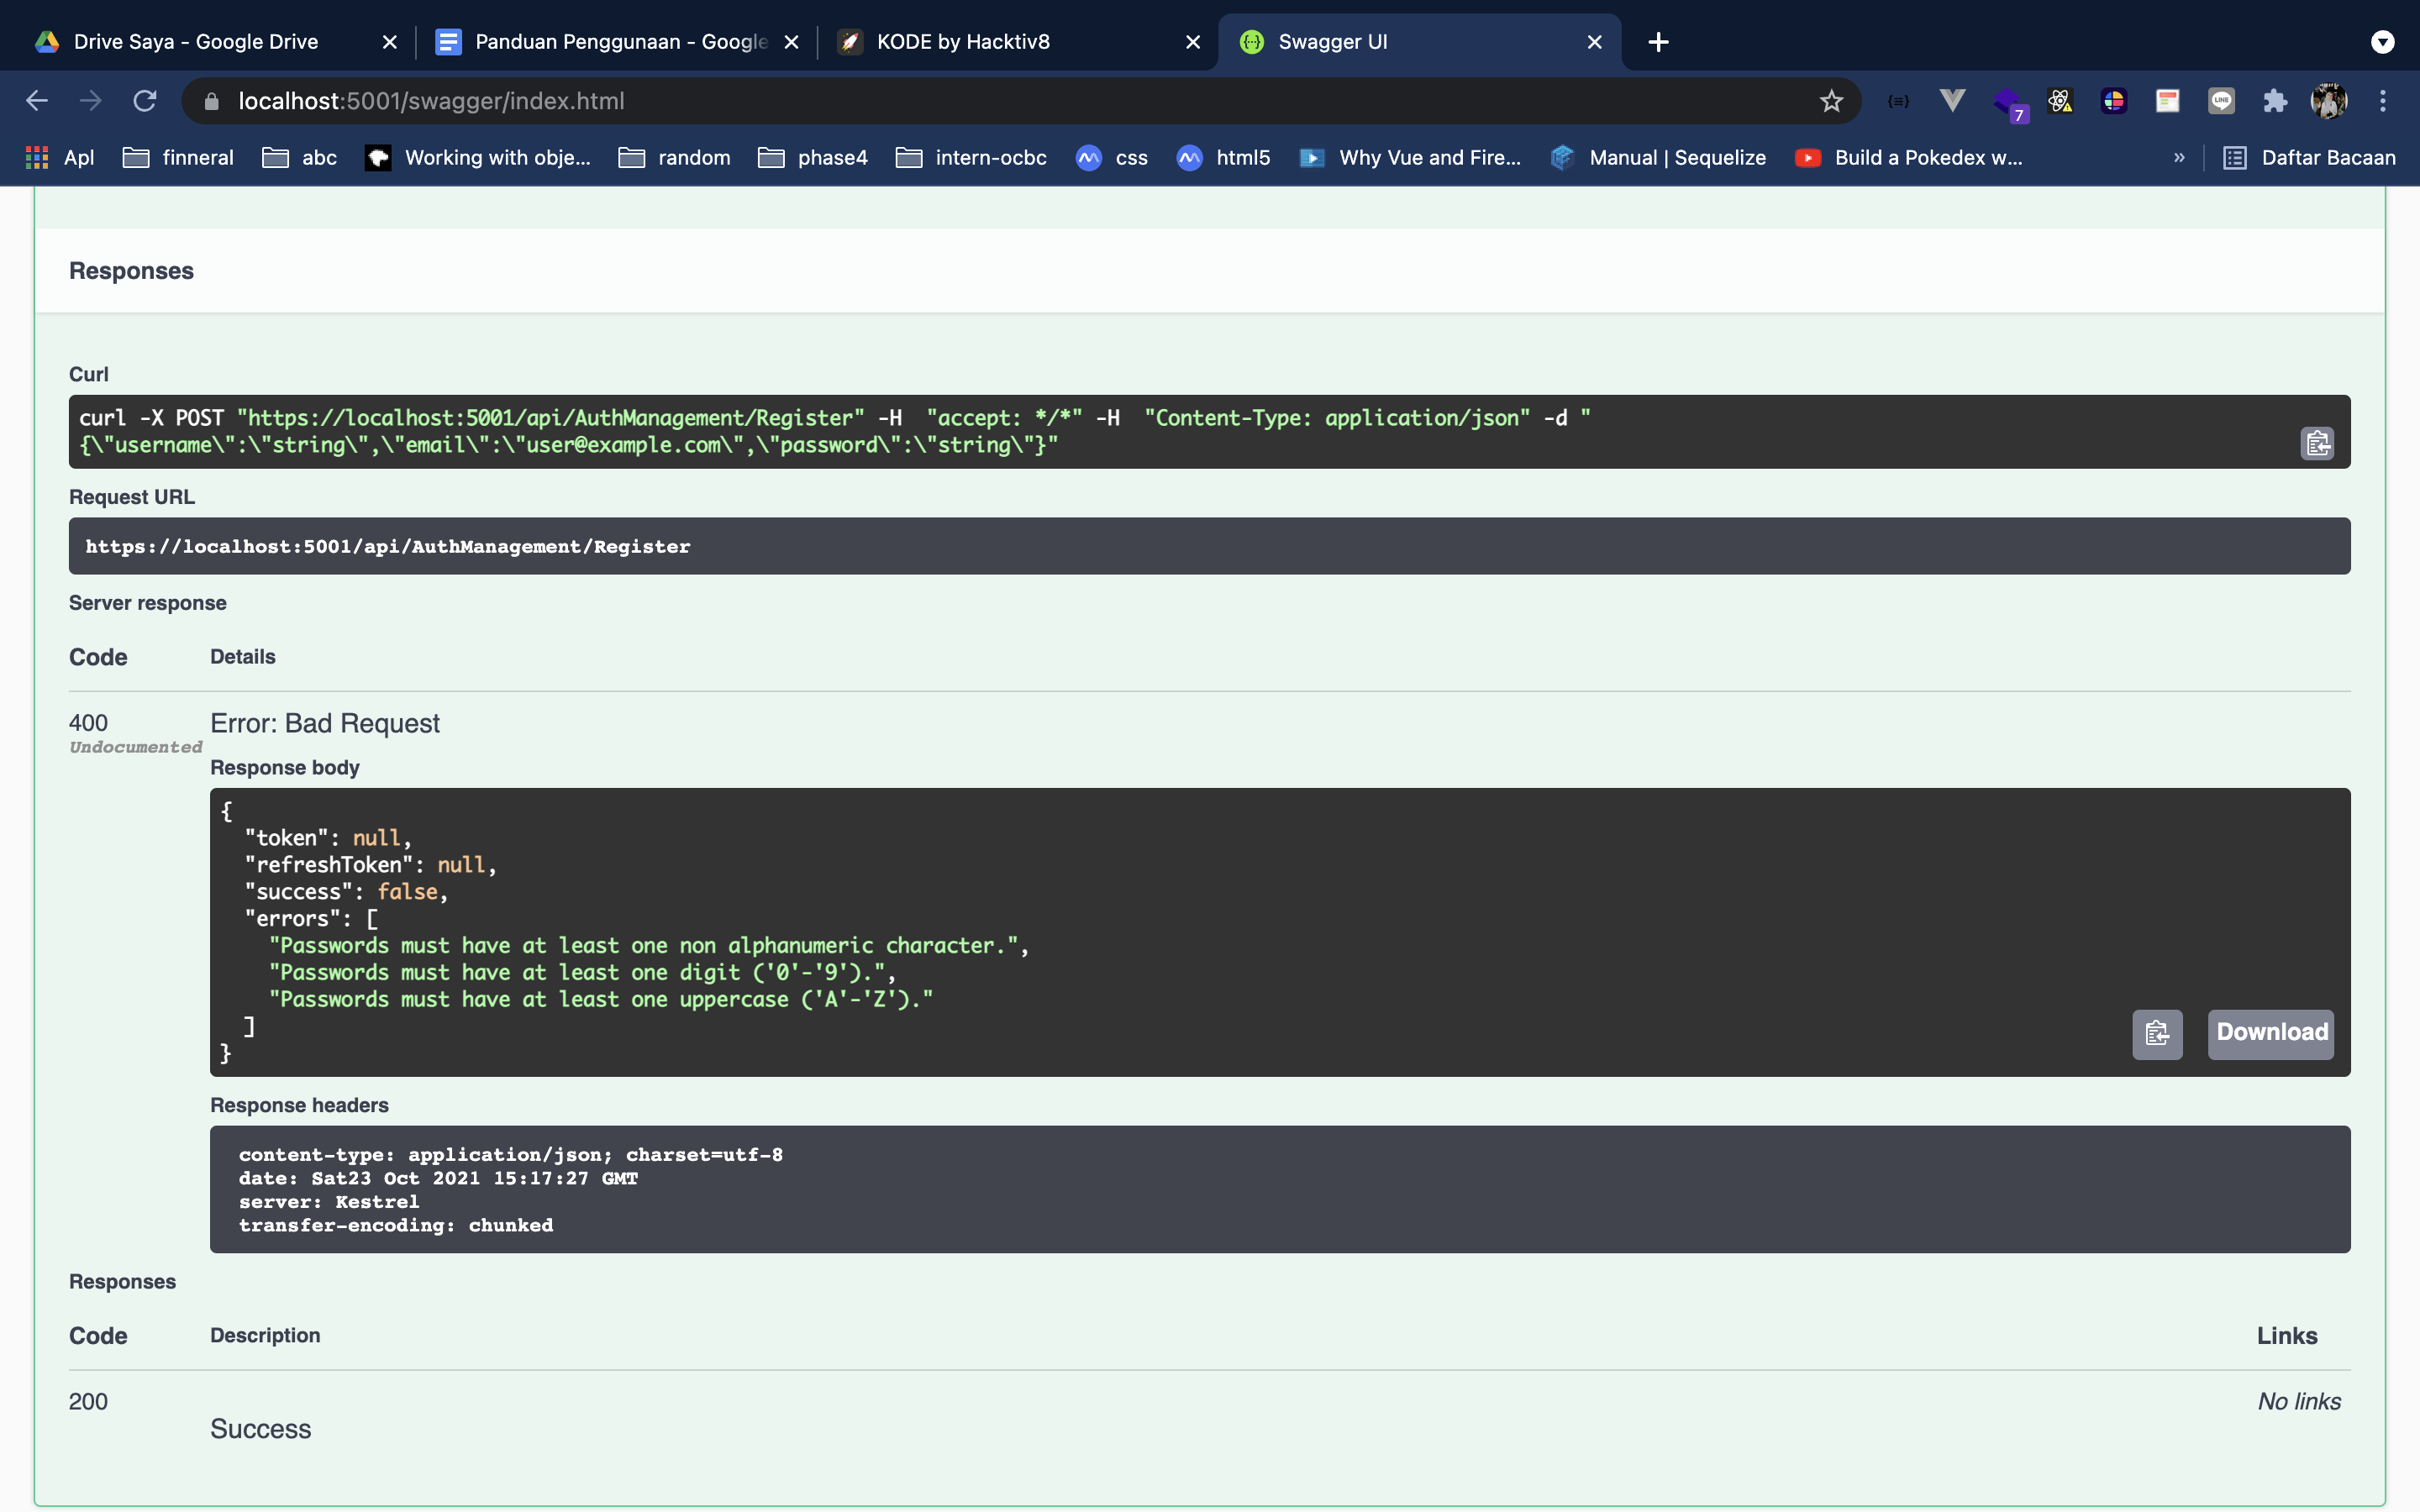 Drive Saya - Google Drive
Panduan Penggunaan - Google
KODE by Hacktiv8
Swagger UI
localhost:5001/swagger/index.html
7
LINE
Apl
finneral
abc
Working with obje...
random
phase4
intern-ocbc
css
html5
Why Vue and Fire...
Manual | Sequelize
Build a Pokedex w...
»
Daftar Bacaan
Responses
Curl
curl -X POST "https://localhost:5001/api/AuthManagement/Register" -H  "accept: */*" -H  "Content-Type: application/json" -d "
{\"username\":\"string\",\"email\":\"user@example.com\",\"password\":\"string\"}"
Request URL
https://localhost:5001/api/AuthManagement/Register
Server response
Code
Details
400
Undocumented
Error: Bad Request
Response body
{
  "token": null,
  "refreshToken": null,
  "success": false,
  "errors": [
    "Passwords must have at least one non alphanumeric character.",
    "Passwords must have at least one digit ('0'-'9').",
    "Passwords must have at least one uppercase ('A'-'Z')."
  ]
}
Download
Response headers
content-type: application/json; charset=utf-8
date: Sat23 Oct 2021 15:17:27 GMT
server: Kestrel
transfer-encoding: chunked
Responses
Code
Description
Links
200
Success
No links